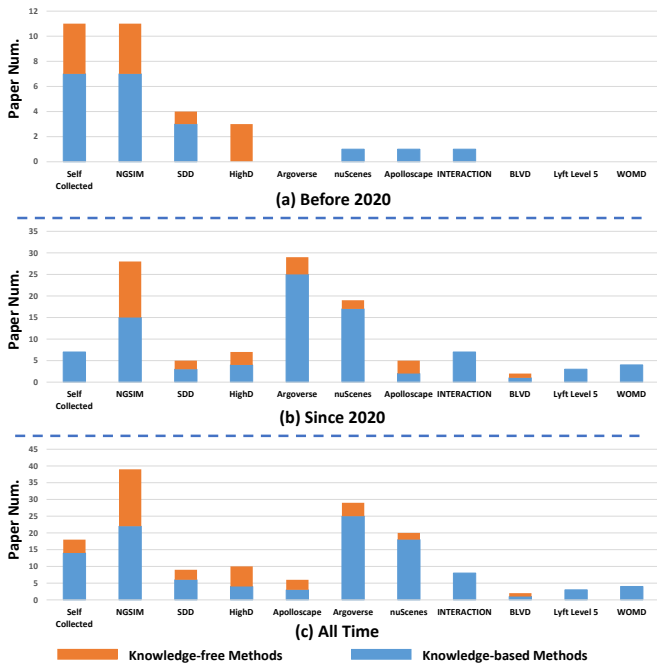 12
10
8
6
4
2
0
Paper Num.
Self Collected NGSIM SDD HighD Argoverse nuScenes Apolloscape INTERACTION BLVD Lyft Level 5 WOMD
(a) Before 2020
35
30
25
20
15
10
5
0
Paper Num.
Self Collected NGSIM SDD HighD Argoverse nuScenes Apolloscape INTERACTION BLVD Lyft Level 5 WOMD
(b) Since 2020
45
40
35
30
25
20
15
10
5
0
Paper Num.
Self Collected NGSIM SDD HighD Apolloscape Argoverse nuScenes INTERACTION BLVD Lyft Level 5 WOMD
(c) All Time
Knowledge-free Methods Knowledge-based Methods